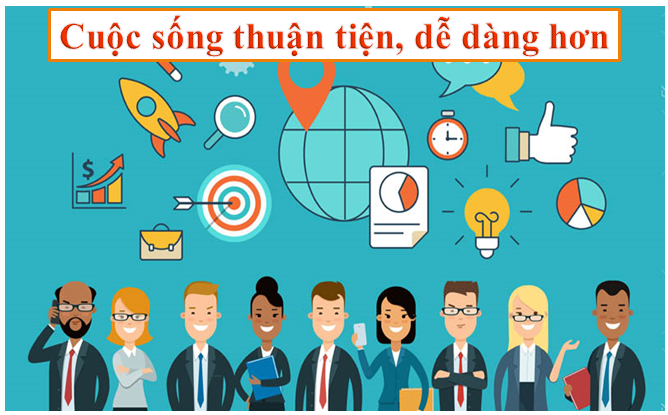 Cuộc sống thuận tiện, dễ dàng hơn
$